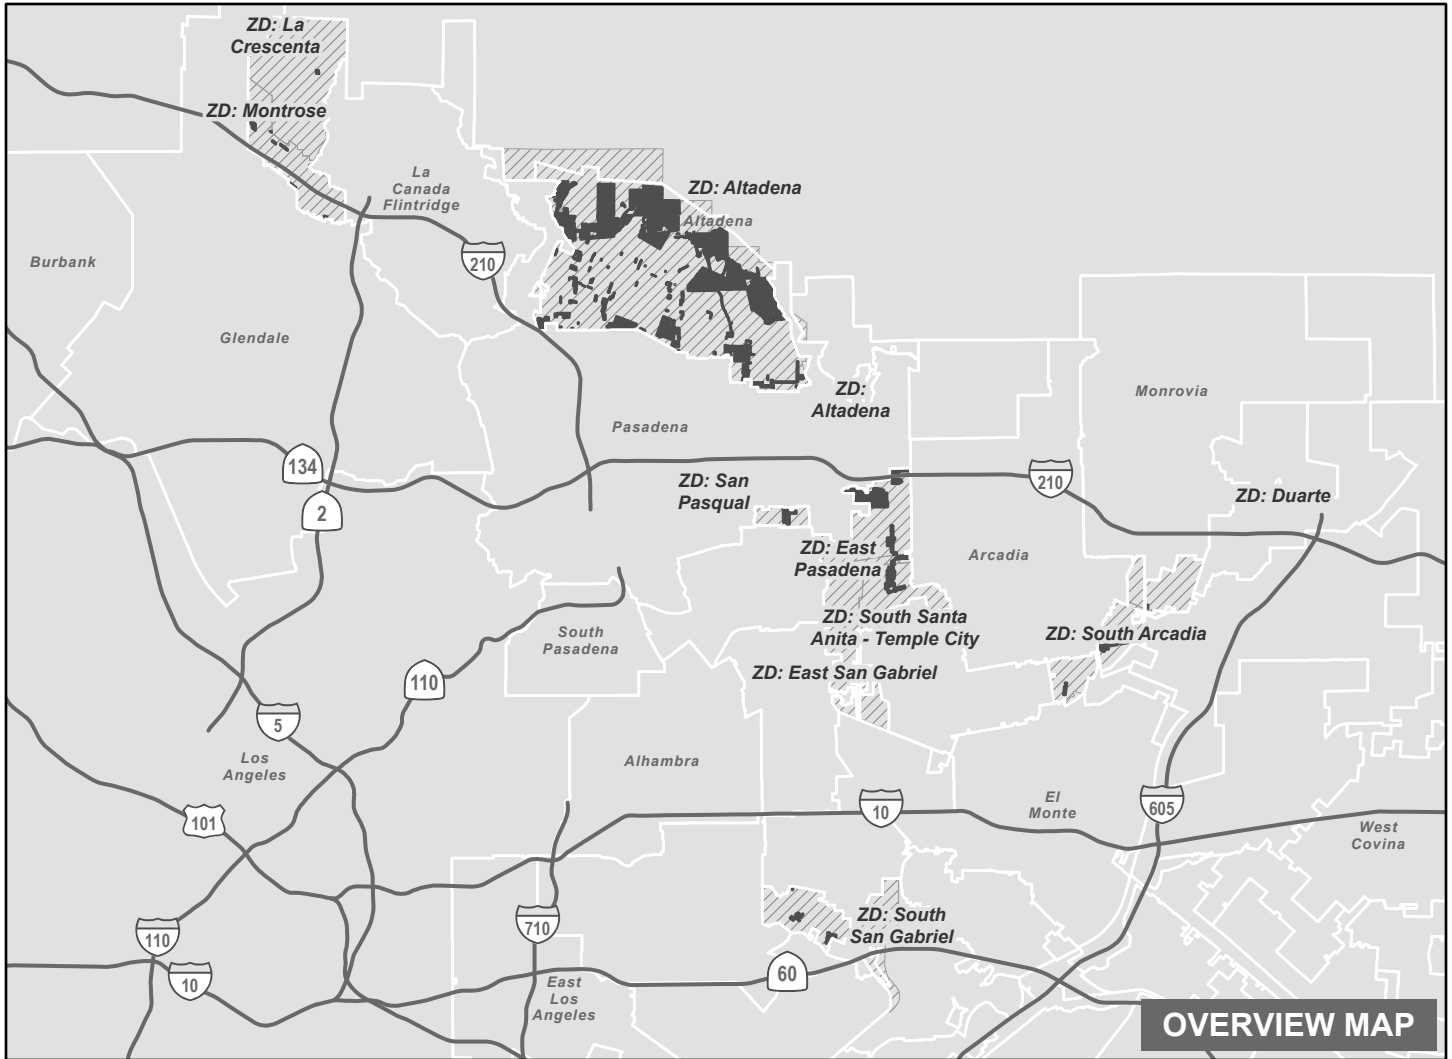 ZD: La
Crescenta
ZD: Montrose
La
Canada
Flintridge
ZD: Altadena
Altadena
Burbank
210
Glendale
ZD:
Altadena
Monrovia
Pasadena
134
ZD: San
Pasqual
210
ZD: Duarte
2
ZD: East
Pasadena
Arcadia
ZD: South Santa
Anita - Temple City
South
Pasadena
ZD: South Arcadia
ZD: East San Gabriel
110
5
Los
Angeles
Alhambra
101
10
El
Monte
605
West
Covina
110
710
ZD: South
San Gabriel
10
60
East
Los
Angeles
OVERVIEW MAP